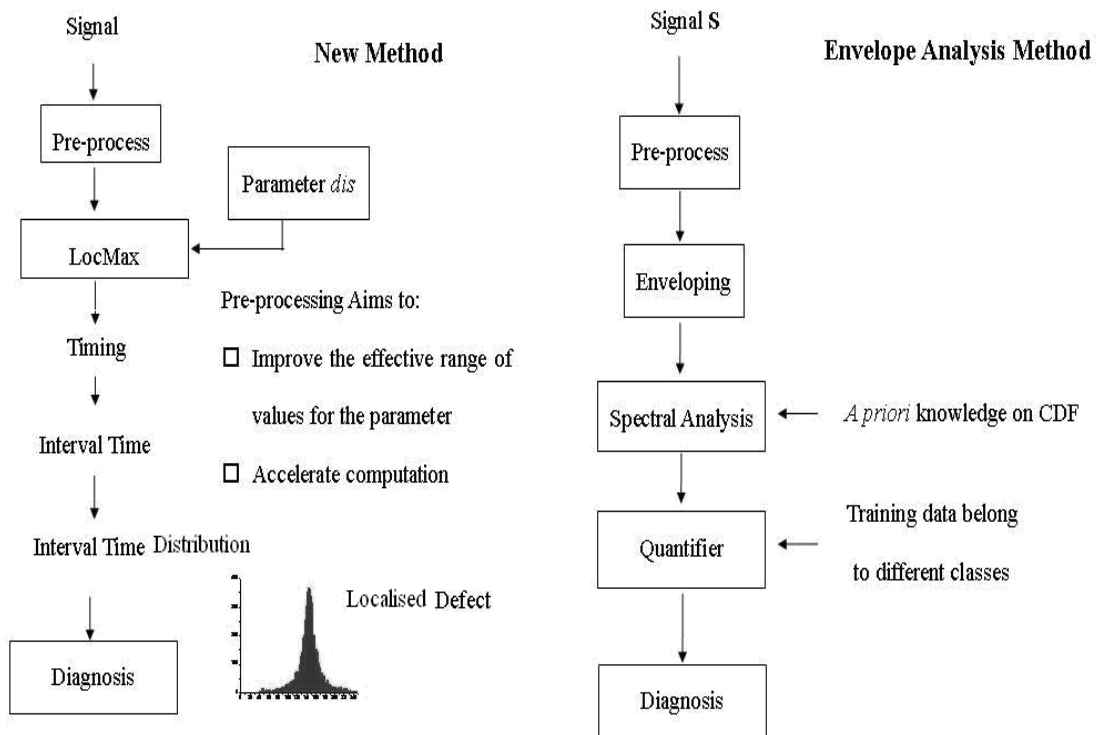 Signal
New Method
Pre-process
Parameter dis
LocMax
Pre-processing Aims to:
Timing
Improve the effective range of
values for the parameter
Interval Time
Accelerate computation
Interval Time Distribution
Localised Defect
Diagnosis
Signal S
Envelope Analysis Method
Pre-process
Enveloping
Spectral Analysis
A priori knowledge on CDF
Training data belong
Quantifier
to different classes
Diagnosis